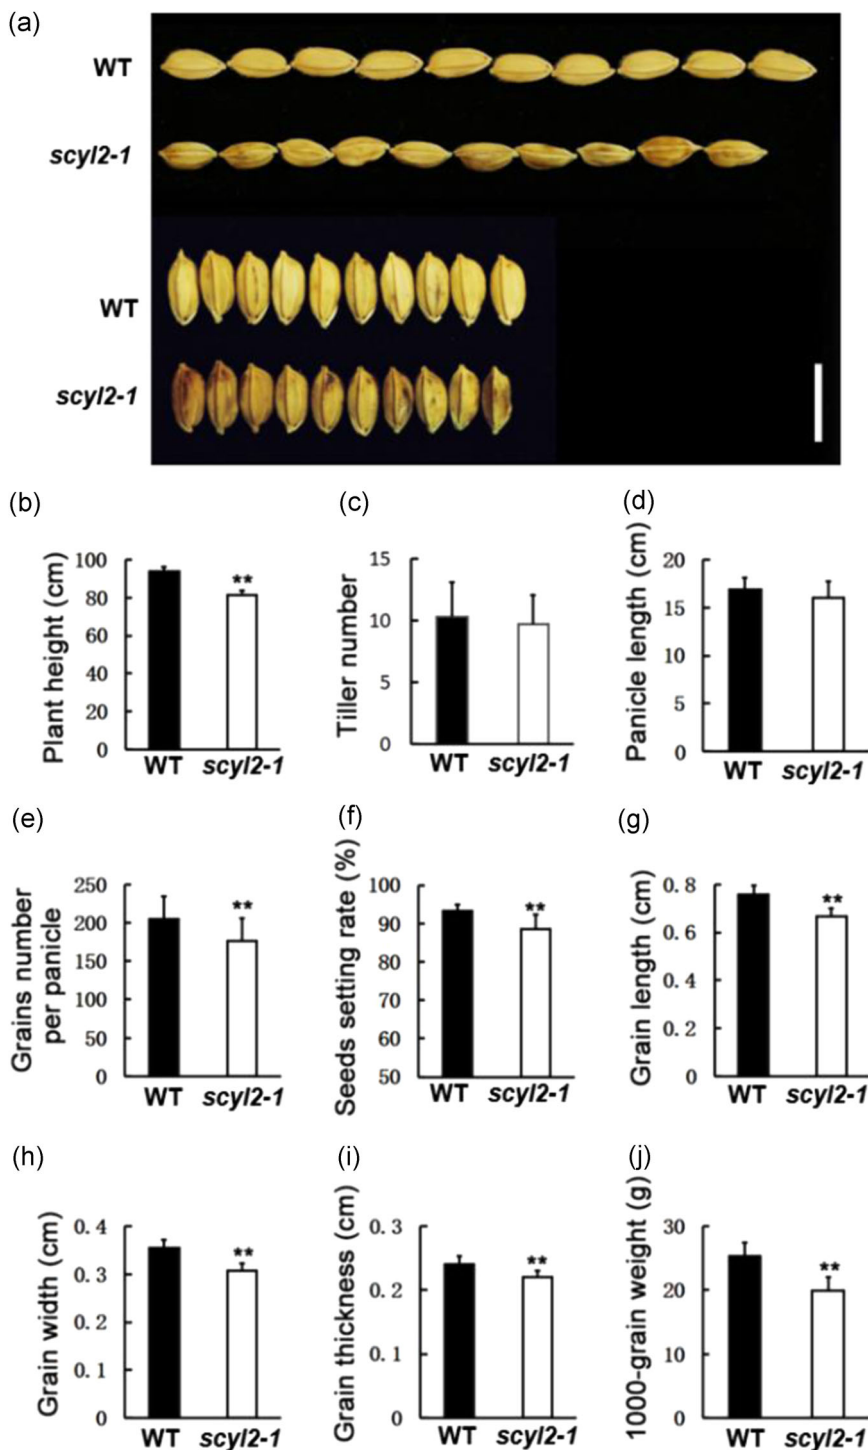 (a)
WT
scyl2-1
WT
scyl2-1
(b)
(c)
(d)
Plant height (cm)
100
80
60
40
20
0
**
WT scyl2-1
Tiller number
15
10
5
0
WT scyl2-1
Panicle length (cm)
20
15
10
5
0
WT scyl2-1
(e)
(f)
(g)
Grains number
per panicle
250
200
150
100
50
0
**
WT scyl2-1
Seeds setting rate (%)
100
90
80
70
60
50
**
WT scyl2-1
Grain length (cm)
0.8
0.6
0.4
0.2
0
**
WT scyl2-1
(h)
(i)
(j)
Grain width (cm)
0.4
0.3
0.2
0.1
0
**
WT scyl2-1
Grain thickness (cm)
0.3
0.2
0.1
0
**
WT scyl2-1
1000-grain weight (g)
30
20
10
0
**
WT scyl2-1